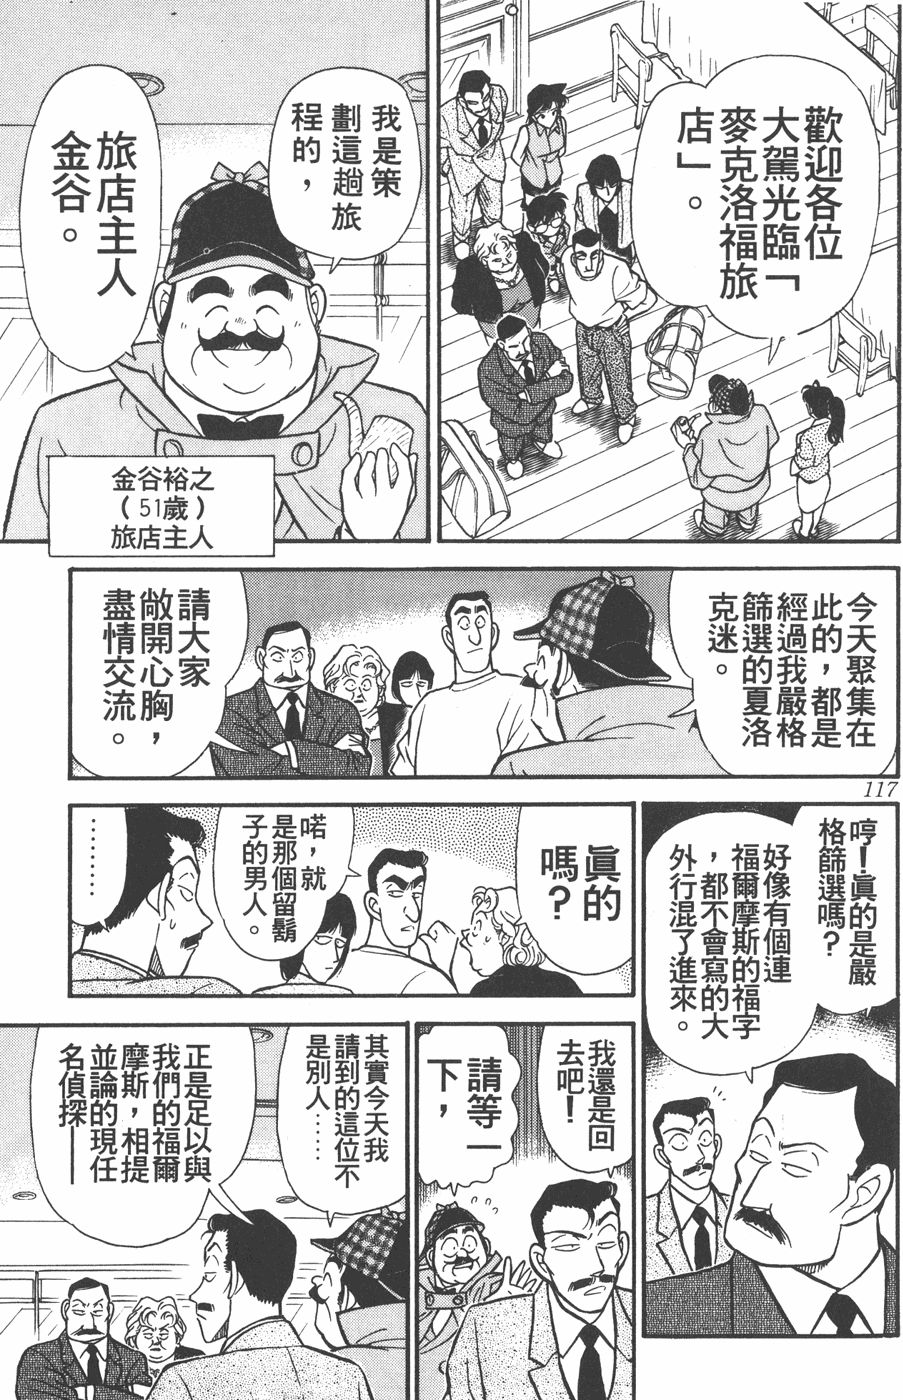 歡迎各位
大駕光臨「
麥克洛福旅
店」。
我是策
劃這趟旅
程的，
旅店主人
金谷。
金谷裕之
（51歲）
旅店主人
今天聚集在
此的，都是
經過我嚴格
篩選的夏洛
克迷。
請大家
敞開心胸，
盡情交流。
117
哼！真的是嚴
格篩選嗎？
好像有個連
福爾摩斯的福字
，都不會寫的大
外行混了進來。
真的
嗎？
喏，就
是那個留鬍
子的男人。
⋯⋯⋯
我還是回
去吧！
請等一
下，
其實今天我
請到的這位不
是別人⋯⋯
正是足以與
我們的福爾
摩斯，相提
並論的現任
名偵探—